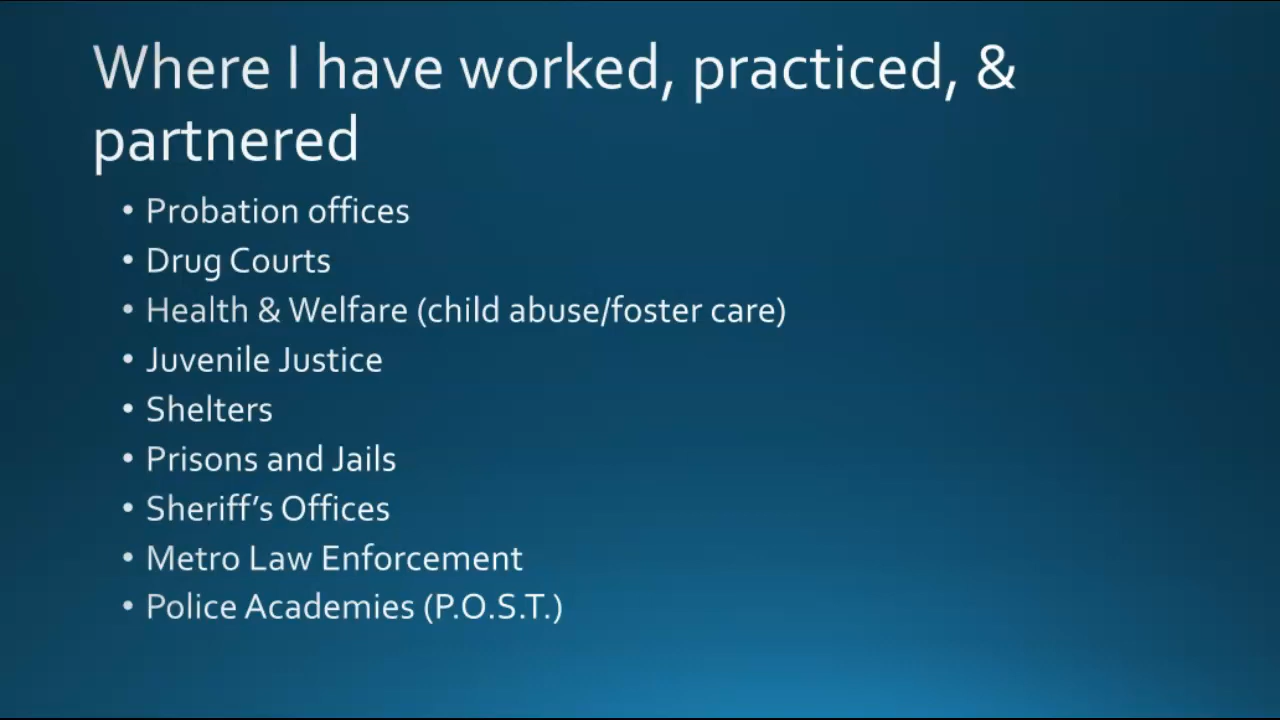 Where I have worked, practiced, &
partnered
• Probation offices
• Drug Courts
• Health & Welfare (child abuse/foster care)
• Juvenile Justice
• Shelters
• Prisons and Jails
• Sheriff’s Offices
• Metro Law Enforcement
• Police Academies (P.O.S.T.)